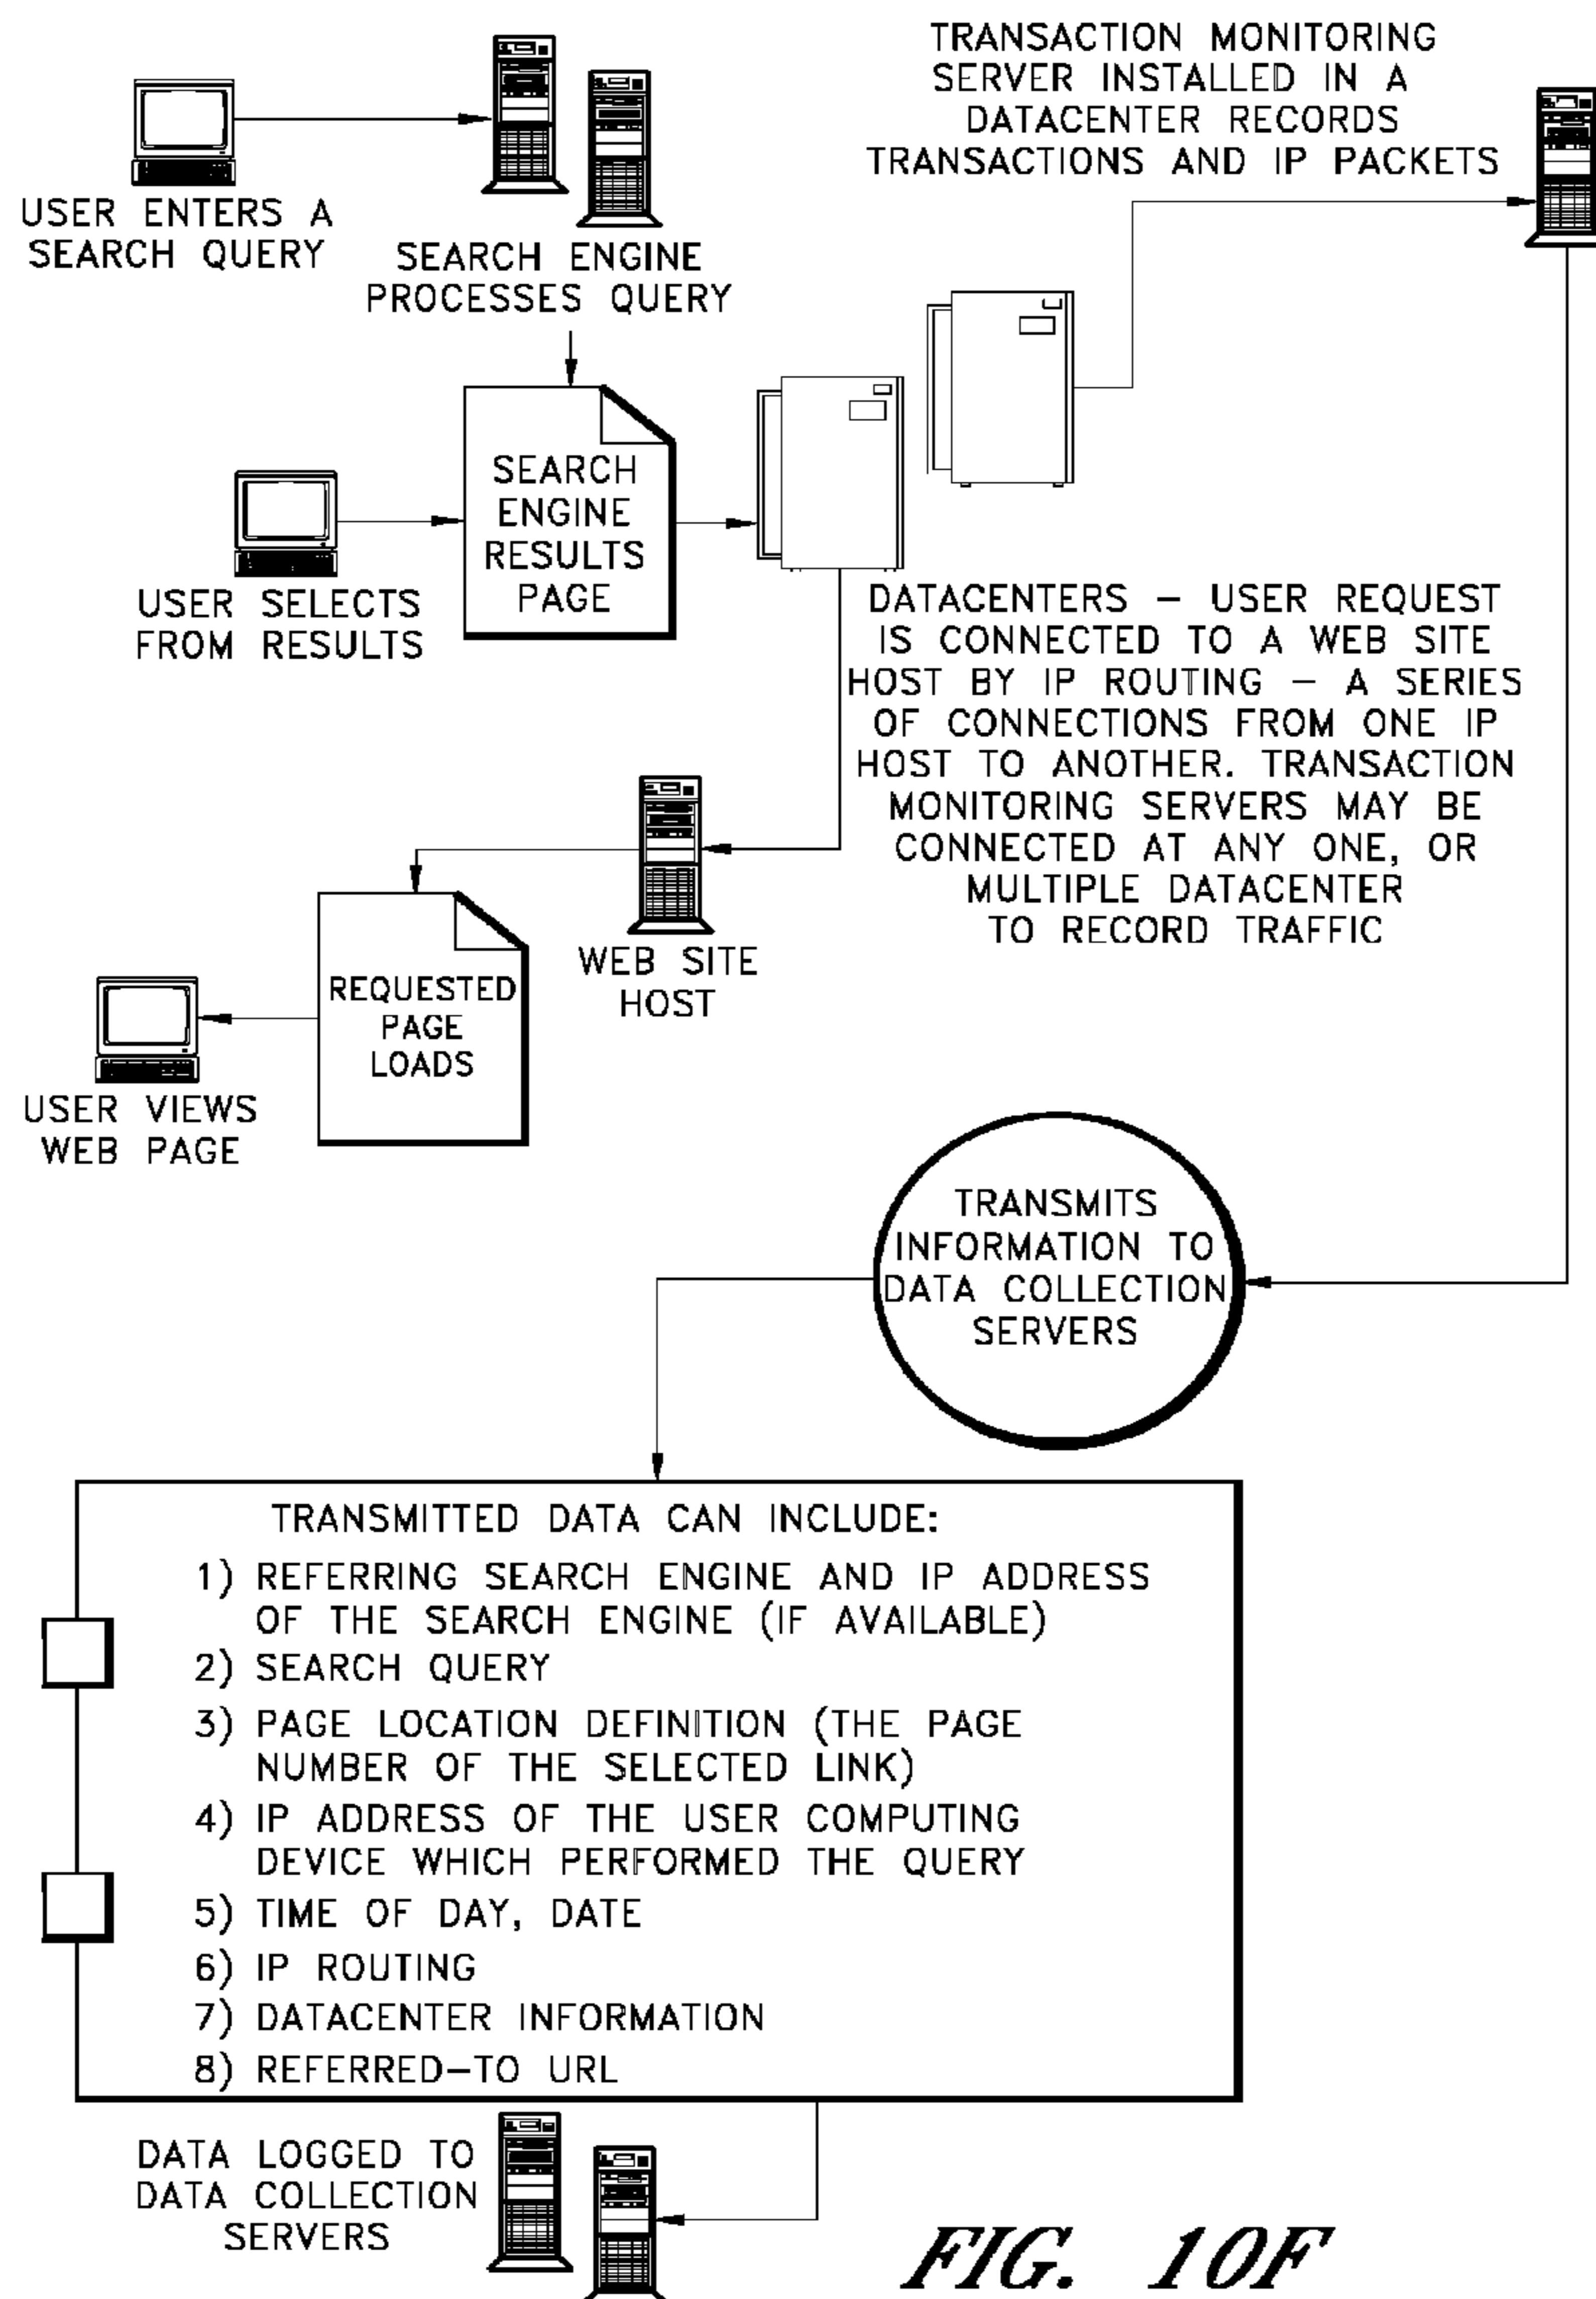 USER ENTERS A
SEARCH QUERY
SEARCH ENGINE
PROCESSES QUERY
TRANSACTION MONITORING
SERVER INSTALLED IN A
DATACENTER RECORDS
TRANSACTIONS AND IP PACKETS
USER SELECTS
FROM RESULTS
SEARCH
ENGINE
RESULTS
PAGE
DATACENTERS – USER REQUEST
IS CONNECTED TO A WEB SITE
HOST BY IP ROUTING – A SERIES
OF CONNECTIONS FROM ONE IP
HOST TO ANOTHER. TRANSACTION
MONITORING SERVERS MAY BE
CONNECTED AT ANY ONE, OR
MULTIPLE DATACENTER
TO RECORD TRAFFIC
WEB SITE
HOST
REQUESTED
PAGE
LOADS
USER VIEWS
WEB PAGE
TRANSMITS
INFORMATION TO
DATA COLLECTION
SERVERS
TRANSMITTED DATA CAN INCLUDE:
1) REFERRING SEARCH ENGINE AND IP ADDRESS
OF THE SEARCH ENGINE (IF AVAILABLE)
2) SEARCH QUERY
3) PAGE LOCATION DEFINITION (THE PAGE
NUMBER OF THE SELECTED LINK)
4) IP ADDRESS OF THE USER COMPUTING
DEVICE WHICH PERFORMED THE QUERY
5) TIME OF DAY, DATE
6) IP ROUTING
7) DATACENTER INFORMATION
8) REFERRED–TO URL
DATA LOGGED TO
DATA COLLECTION
SERVERS
FIG. 10F